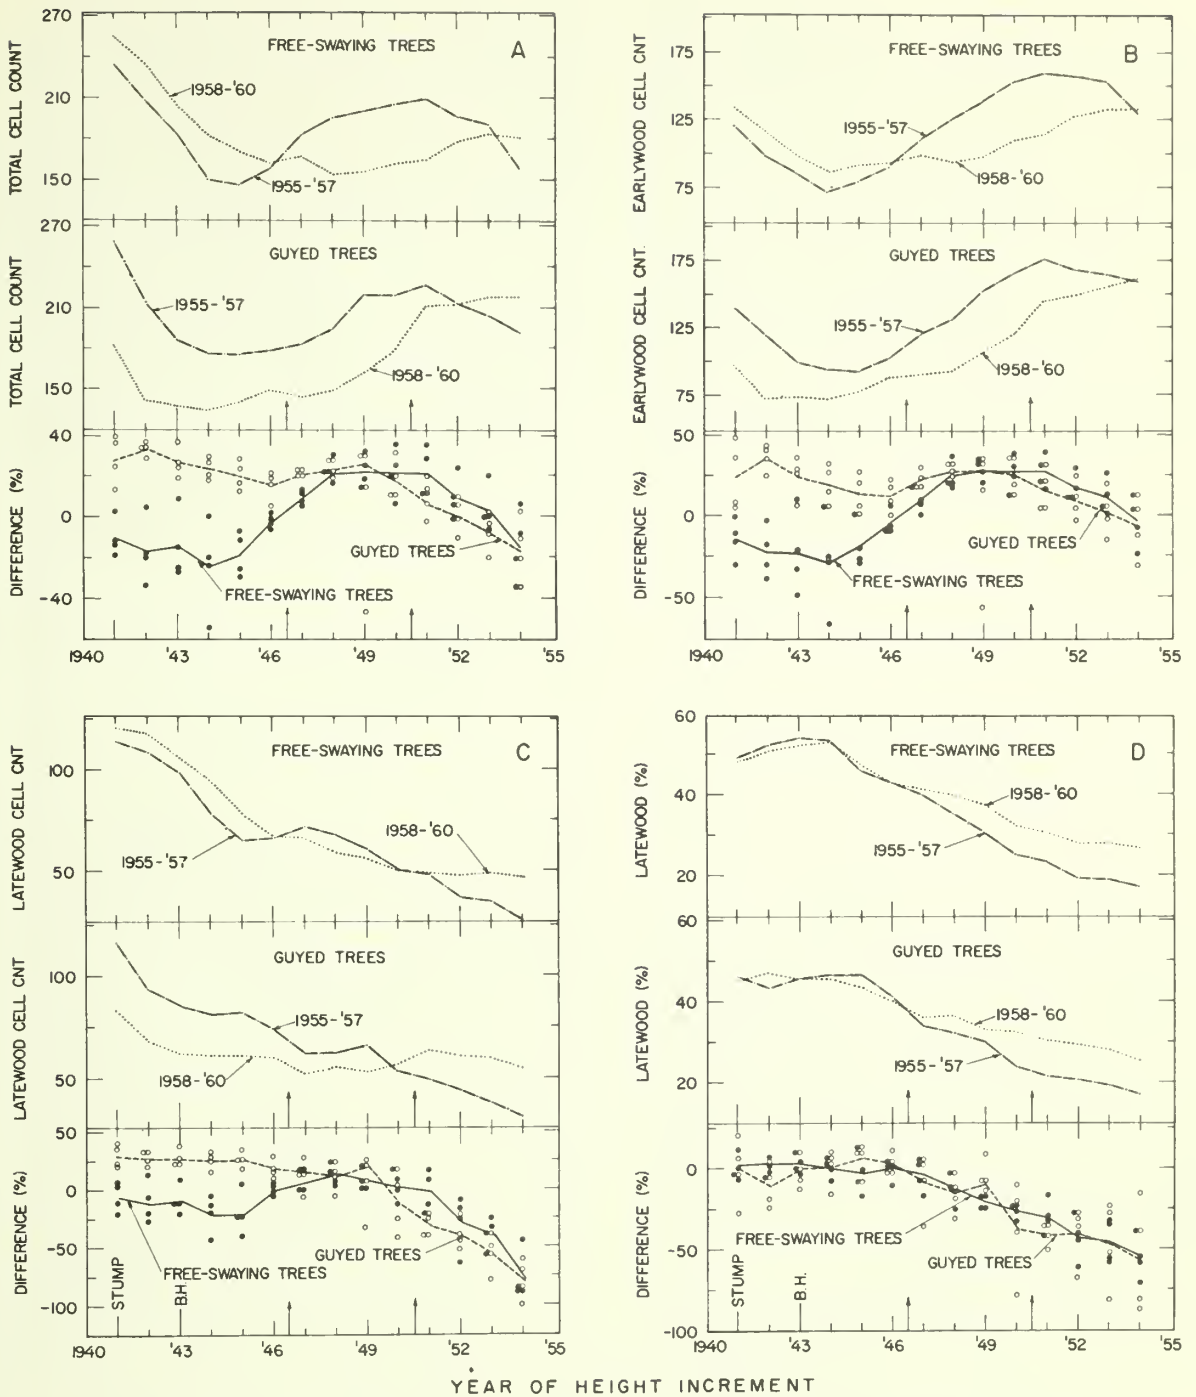 270
210
150
TOTAL CELL COUNT
FREE-SWAYING TREES
A
1958-'60
1955-'57
270
210
150
TOTAL CELL COUNT
GUYED TREES
1955-'57
1958-'60
40
0
-40
DIFFERENCE (%)
GUYED TREES
FREE-SWAYING TREES
1940 '43 '46 '49 '52 '55
175
125
75
EARLYWOOD CELL CNT
FREE-SWAYING TREES
B
1955-'57
1958-'60
175
125
75
EARLYWOOD CELL CNT.
GUYED TREES
1955-'57
1958-'60
50
0
-50
DIFFERENCE (%)
GUYED TREES
FREE-SWAYING TREES
1940 '43 '46 '49 '52 '55
100
50
LATEWOOD CELL CNT
FREE-SWAYING TREES
C
1958-'60
1955-'57
100
50
LATEWOOD CELL CNT
GUYED TREES
1955-'57
1958-'60
50
0
-50
-100
DIFFERENCE (%)
GUYED TREES
FREE-SWAYING TREES
STUMP
B.H.
1940 '43 '46 '49 '52 '55
60
40
20
LATEWOOD (%)
FREE-SWAYING TREES
D
1958-'60
1955-'57
60
40
20
LATEWOOD (%)
GUYED TREES
1958-'60
1955-'57
0
-50
-100
DIFFERENCE (%)
FREE-SWAYING TREES
GUYED TREES
STUMP
B.H.
1940 '43 '46 '49 '52 '55
YEAR OF HEIGHT INCREMENT